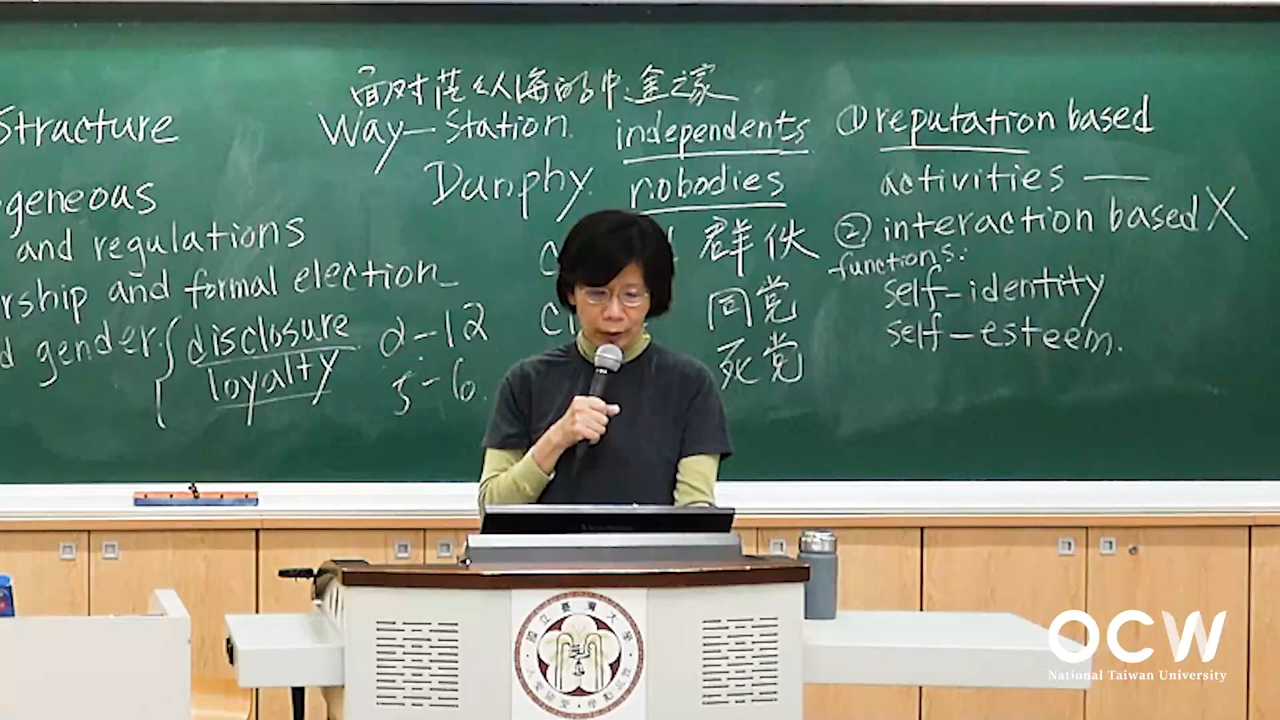 Structure
geneous
and regulations
rship and formal election
d gender
disclosure
loyalty
2-12
5-6
面对茫茫人海的中途之家
Way-Station
Dunphy
independents
nobodies
群伙
同党
死党
① reputation based
activities —
② interaction based X
functions:
self-identity
self-esteem.
OCW
National Taiwan University